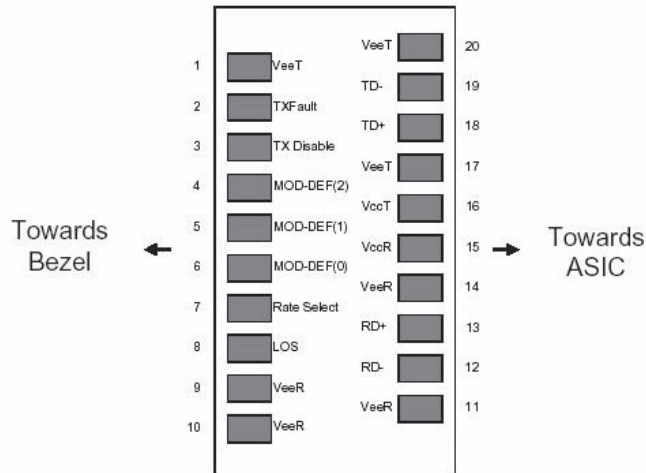 VeeT 20
1 VeeT
TD- 19
2 TXFault
TD+ 18
3 TX Disable
VeeT 17
4 MOD-DEF(2)
VccT 16
5 MOD-DEF(1)
Towards
Bezel
VccR 15
Towards
ASIC
6 MOD-DEF(0)
VeeR 14
7 Rate Select
RD+ 13
8 LOS
RD- 12
9 VeeR
VeeR 11
10 VeeR